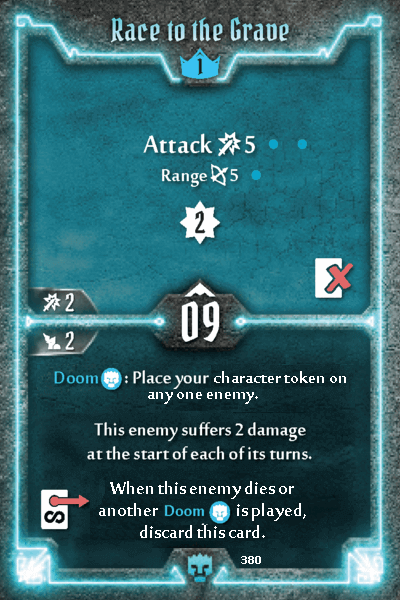 Race to the Grave
1
Attack 5
Range 5
2
2
09
2
Doom : Place your character token on
any one enemy.
This enemy suffers 2 damage
at the start of each of its turns.
When this enemy dies or
another Doom is played,
discard this card.
S
380